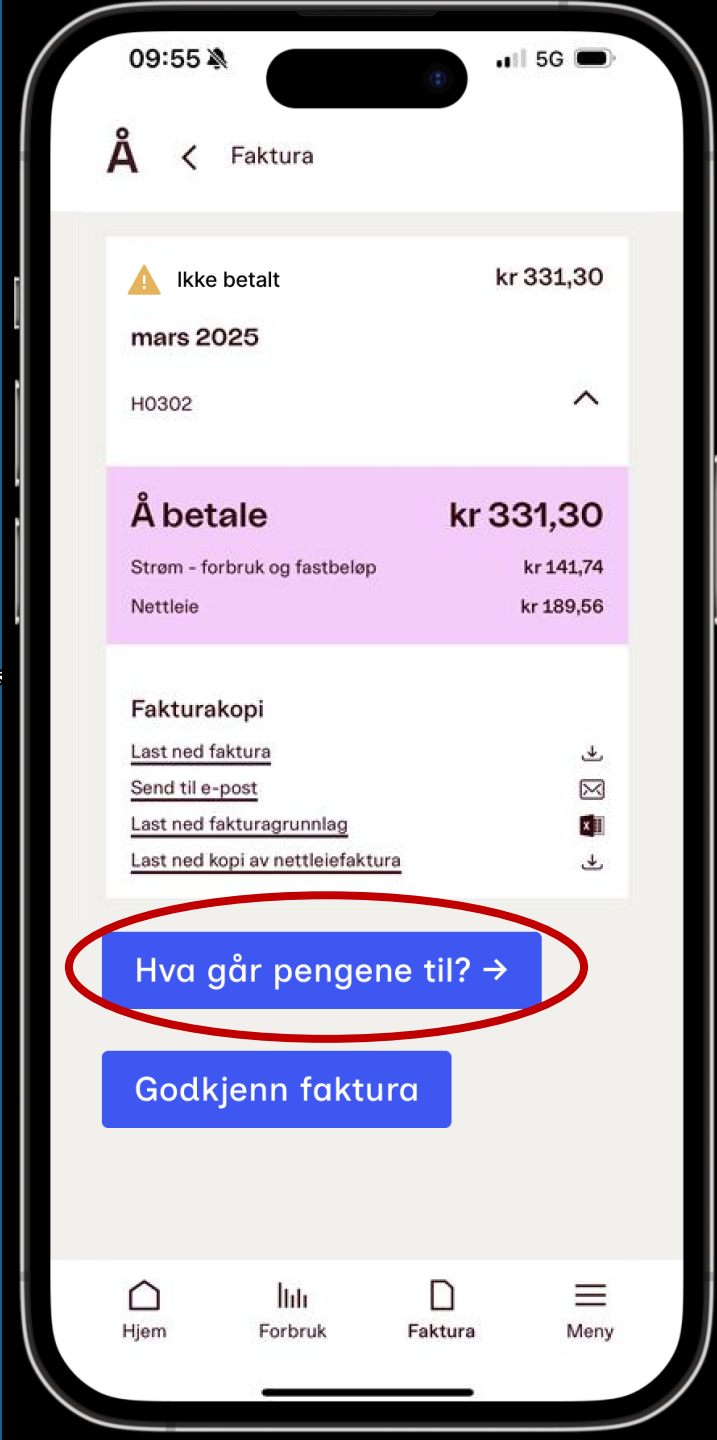 09:55 5G
Å Faktura
Ikke betalt kr 331,30
mars 2025
H0302
Å betale kr 331,30
Strøm - forbruk og fastbeløp kr 141,74
Nettleie kr 189,56
Fakturakopi
Last ned faktura
Send til e-post
Last ned fakturagrunnlag
Last ned kopi av nettleiefaktura
Hva går pengene til? →
Godkjenn faktura
Hjem Forbruk Faktura Meny